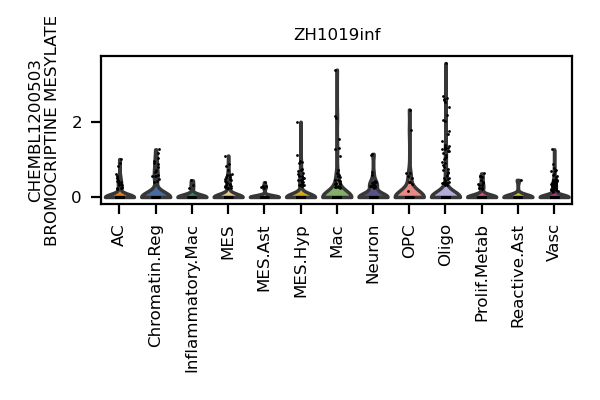 ZH1019inf
CHEMBL1200503
BROMOCRIPTINE MESYLATE
2
0
AC
Chromatin.Reg
Inflammatory.Mac
MES
MES.Ast
MES.Hyp
Mac
Neuron
OPC
Oligo
Prolif.Metab
Reactive.Ast
Vasc